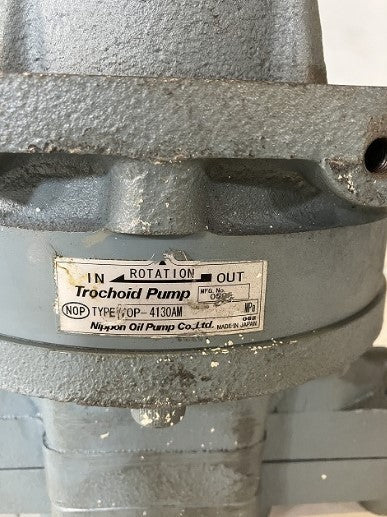 IN ROTATION OUT
Trochoid Pump MFG. No.
NOP TYPE TOP-4130AM MPa
Nippon Oil Pump Co.,Ltd. MADE IN JAPAN